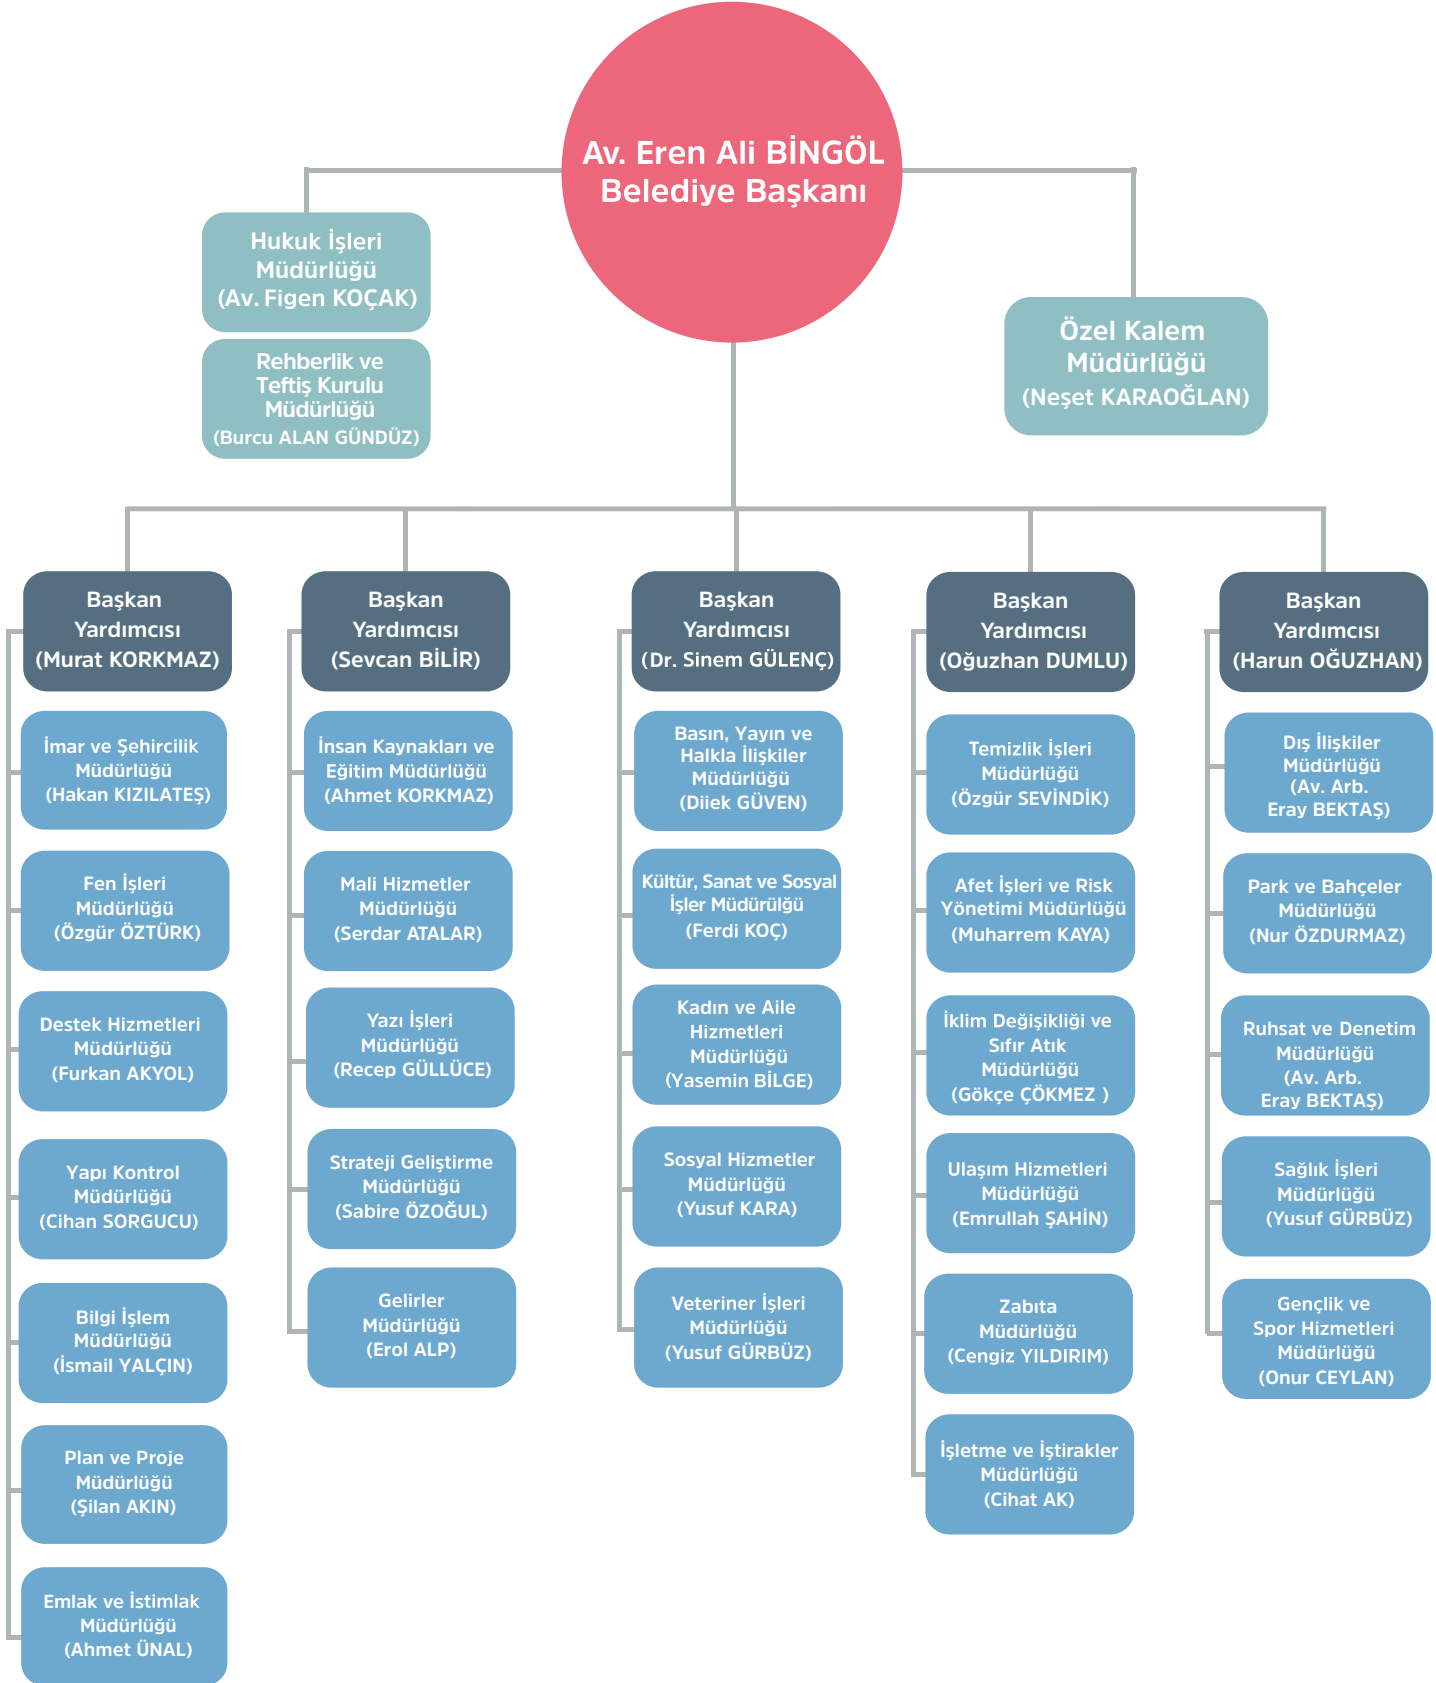 Av. Eren Ali BİNGÖL
Belediye Başkanı
Hukuk İşleri
Müdürlüğü
(Av. Figen KOÇAK)
Rehberlik ve
Teftiş Kurulu
Müdürlüğü
(Burcu ALAN GÜNDÜZ)
Özel Kalem
Müdürlüğü
(Neşet KARAOĞLAN)
Başkan
Yardımcısı
(Murat KORKMAZ)
İmar ve Şehircilik
Müdürlüğü
(Hakan KIZILATEŞ)
Fen İşleri
Müdürlüğü
(Özgür ÖZTÜRK)
Destek Hizmetleri
Müdürlüğü
(Furkan AKYOL)
Yapı Kontrol
Müdürlüğü
(Cihan SORGUCU)
Bilgi İşlem
Müdürlüğü
(İsmail YALÇIN)
Plan ve Proje
Müdürlüğü
(Şilan AKIN)
Emlak ve İstimlak
Müdürlüğü
(Ahmet ÜNAL)
Başkan
Yardımcısı
(Sevcan BİLİR)
İnsan Kaynakları ve
Eğitim Müdürlüğü
(Ahmet KORKMAZ)
Mali Hizmetler
Müdürlüğü
(Serdar ATALAR)
Yazı İşleri
Müdürlüğü
(Recep GÜLLÜCE)
Strateji Geliştirme
Müdürlüğü
(Sabire ÖZOĞUL)
Gelirler
Müdürlüğü
(Erol ALP)
Başkan
Yardımcısı
(Dr. Sinem GÜLENÇ)
Basın, Yayın ve
Halkla İlişkiler
Müdürlüğü
(Diiek GÜVEN)
Kültür, Sanat ve Sosyal
İşler Müdürülğü
(Ferdi KOÇ)
Kadın ve Aile
Hizmetleri
Müdürlüğü
(Yasemin BİLGE)
Sosyal Hizmetler
Müdürlüğü
(Yusuf KARA)
Veteriner İşleri
Müdürlüğü
(Yusuf GÜRBÜZ)
Başkan
Yardımcısı
(Oğuzhan DUMLU)
Temizlik İşleri
Müdürlüğü
(Özgür SEVİNDİK)
Afet İşleri ve Risk
Yönetimi Müdürlüğü
(Muharrem KAYA)
İklim Değişikliği ve
Sıfır Atık
Müdürlüğü
(Gökçe ÇÖKMEZ )
Ulaşım Hizmetleri
Müdürlüğü
(Emrullah ŞAHİN)
Zabıta
Müdürlüğü
(Cengiz YILDIRIM)
İşletme ve İştirakler
Müdürlüğü
(Cihat AK)
Başkan
Yardımcısı
(Harun OĞUZHAN)
Dış İlişkiler
Müdürlüğü
(Av. Arb.
Eray BEKTAŞ)
Park ve Bahçeler
Müdürlüğü
(Nur ÖZDURMAZ)
Ruhsat ve Denetim
Müdürlüğü
(Av. Arb.
Eray BEKTAŞ)
Sağlık İşleri
Müdürlüğü
(Yusuf GÜRBÜZ)
Gençlik ve
Spor Hizmetleri
Müdürlüğü
(Onur CEYLAN)